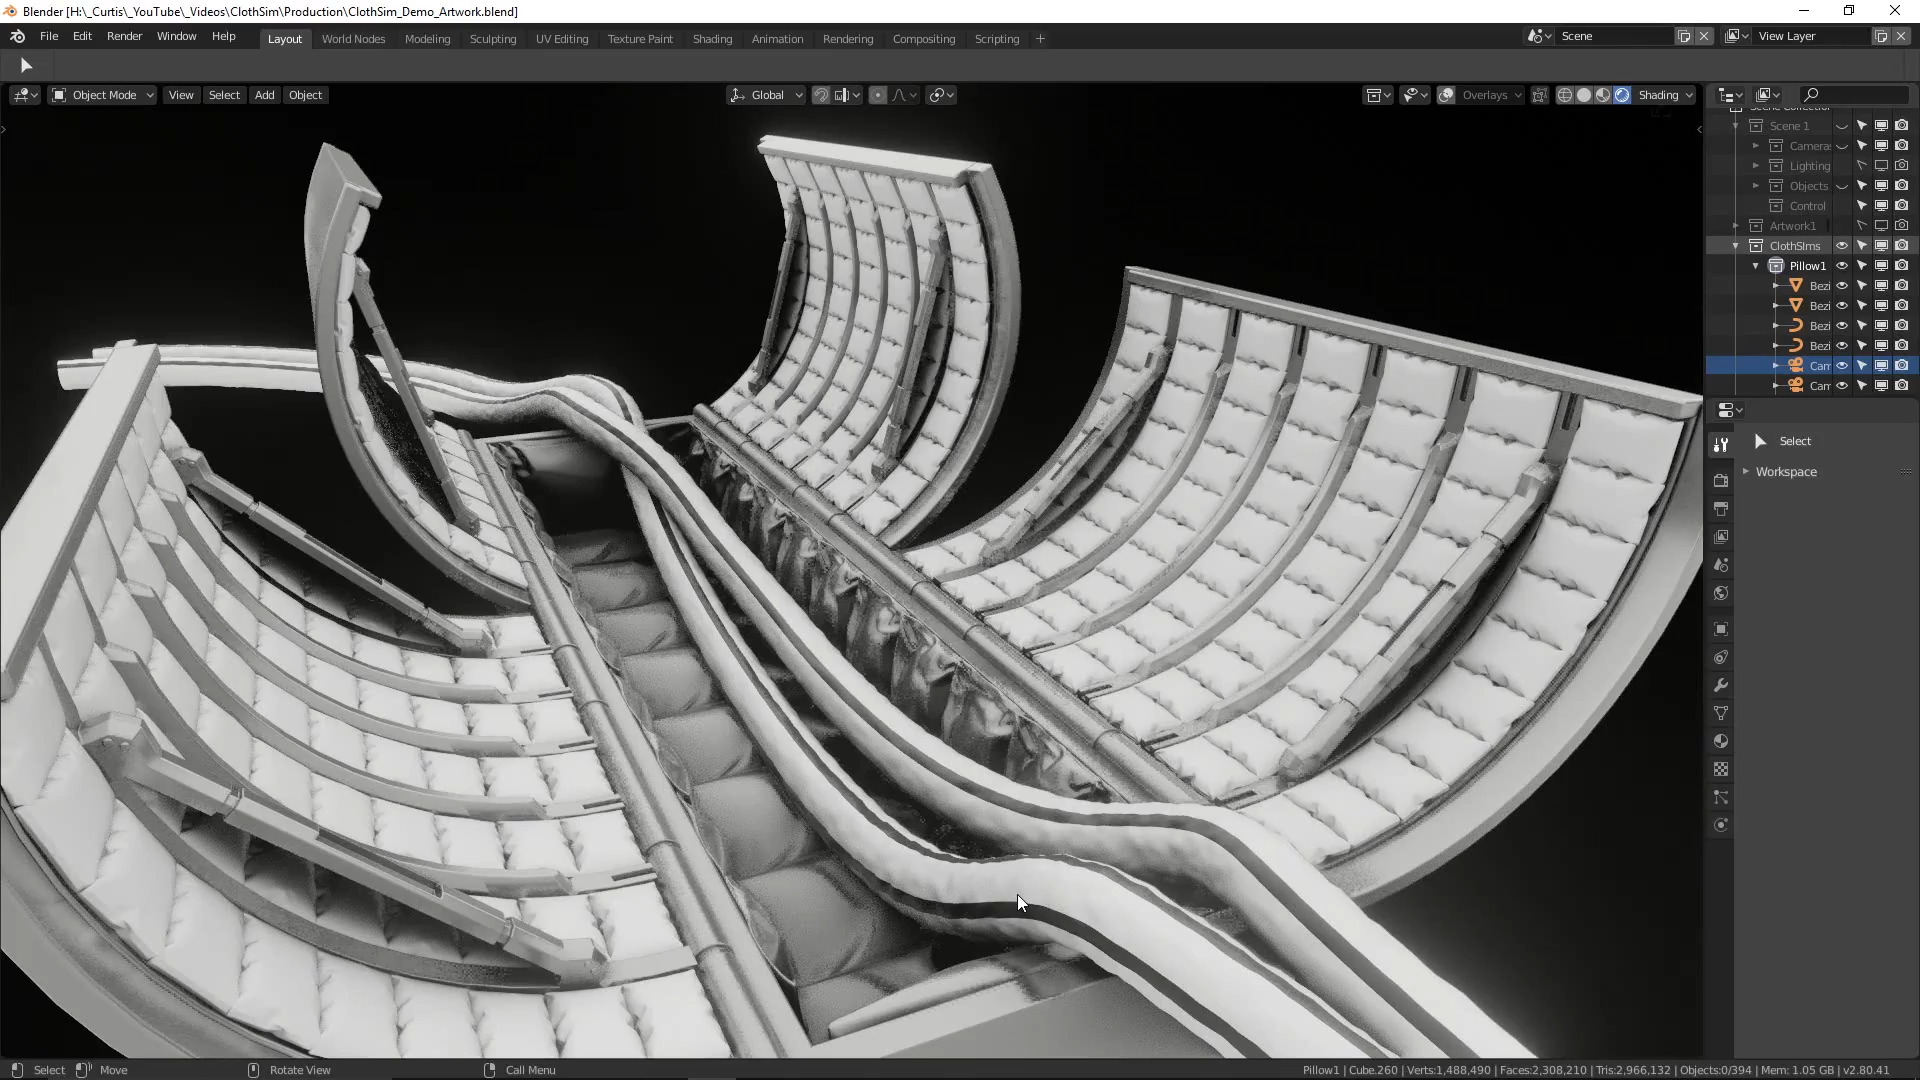 Blender [H:\_Curtis\_YouTube\_Videos\ClothSim\Production\ClothSim_Demo_Artwork.blend]
File Edit Render Window Help Layout World Nodes Modeling Sculpting UV Editing Texture Paint Shading Animation Rendering Compositing Scripting + Scene View Layer
Object Mode View Select Add Object Global Overlays Shading
Scene 1
Camera
Lighting
Objects
Control
Artwork1
ClothSIms
Pillow1
Bezi
Bezi
Bezi
Bezi
Cam
Cam
Select
Workspace
Select Move Rotate View Call Menu Pillow1 | Cube.260 | Verts:1,488,490 | Faces:2,308,210 | Tris:2,966,132 | Objects:0/394 | Mem: 1.05 GB | v2.80.41